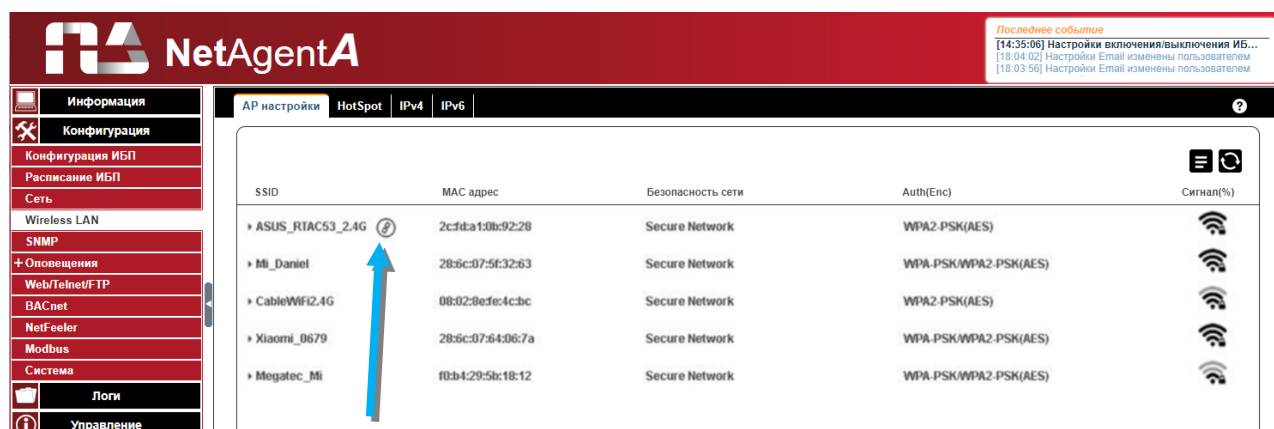 NetAgentA
Последнее событие
[14:35:06] Настройки включения/выключения ИБ...
[18:04:02] Настройки Email изменены пользователем
[18:03:56] Настройки Email изменены пользователем
Информация
Конфигурация
Конфигурация ИБП
Расписание ИБП
Сеть
Wireless LAN
SNMP
+ Оповещения
Web/Telnet/FTP
BACnet
NetFeeler
Modbus
Система
Логи
Управление
AP настройки HotSpot IPv4 IPv6 ?
SSID MAC адрес Безопасность сети Auth(Enc) Сигнал(%)
ASUS_RTAC53_2.4G 2c:fd:a1:0b:92:28 Secure Network WPA2-PSK(AES)
Mi_Daniel 28:6c:07:5f:32:63 Secure Network WPA-PSK/WPA2-PSK(AES)
CableWiFi2.4G 08:02:8e:fe:4c:bc Secure Network WPA2-PSK(AES)
Xiaomi_0679 28:6c:07:64:06:7a Secure Network WPA-PSK/WPA2-PSK(AES)
Megatec_Mi f0:b4:29:5b:18:12 Secure Network WPA-PSK/WPA2-PSK(AES)